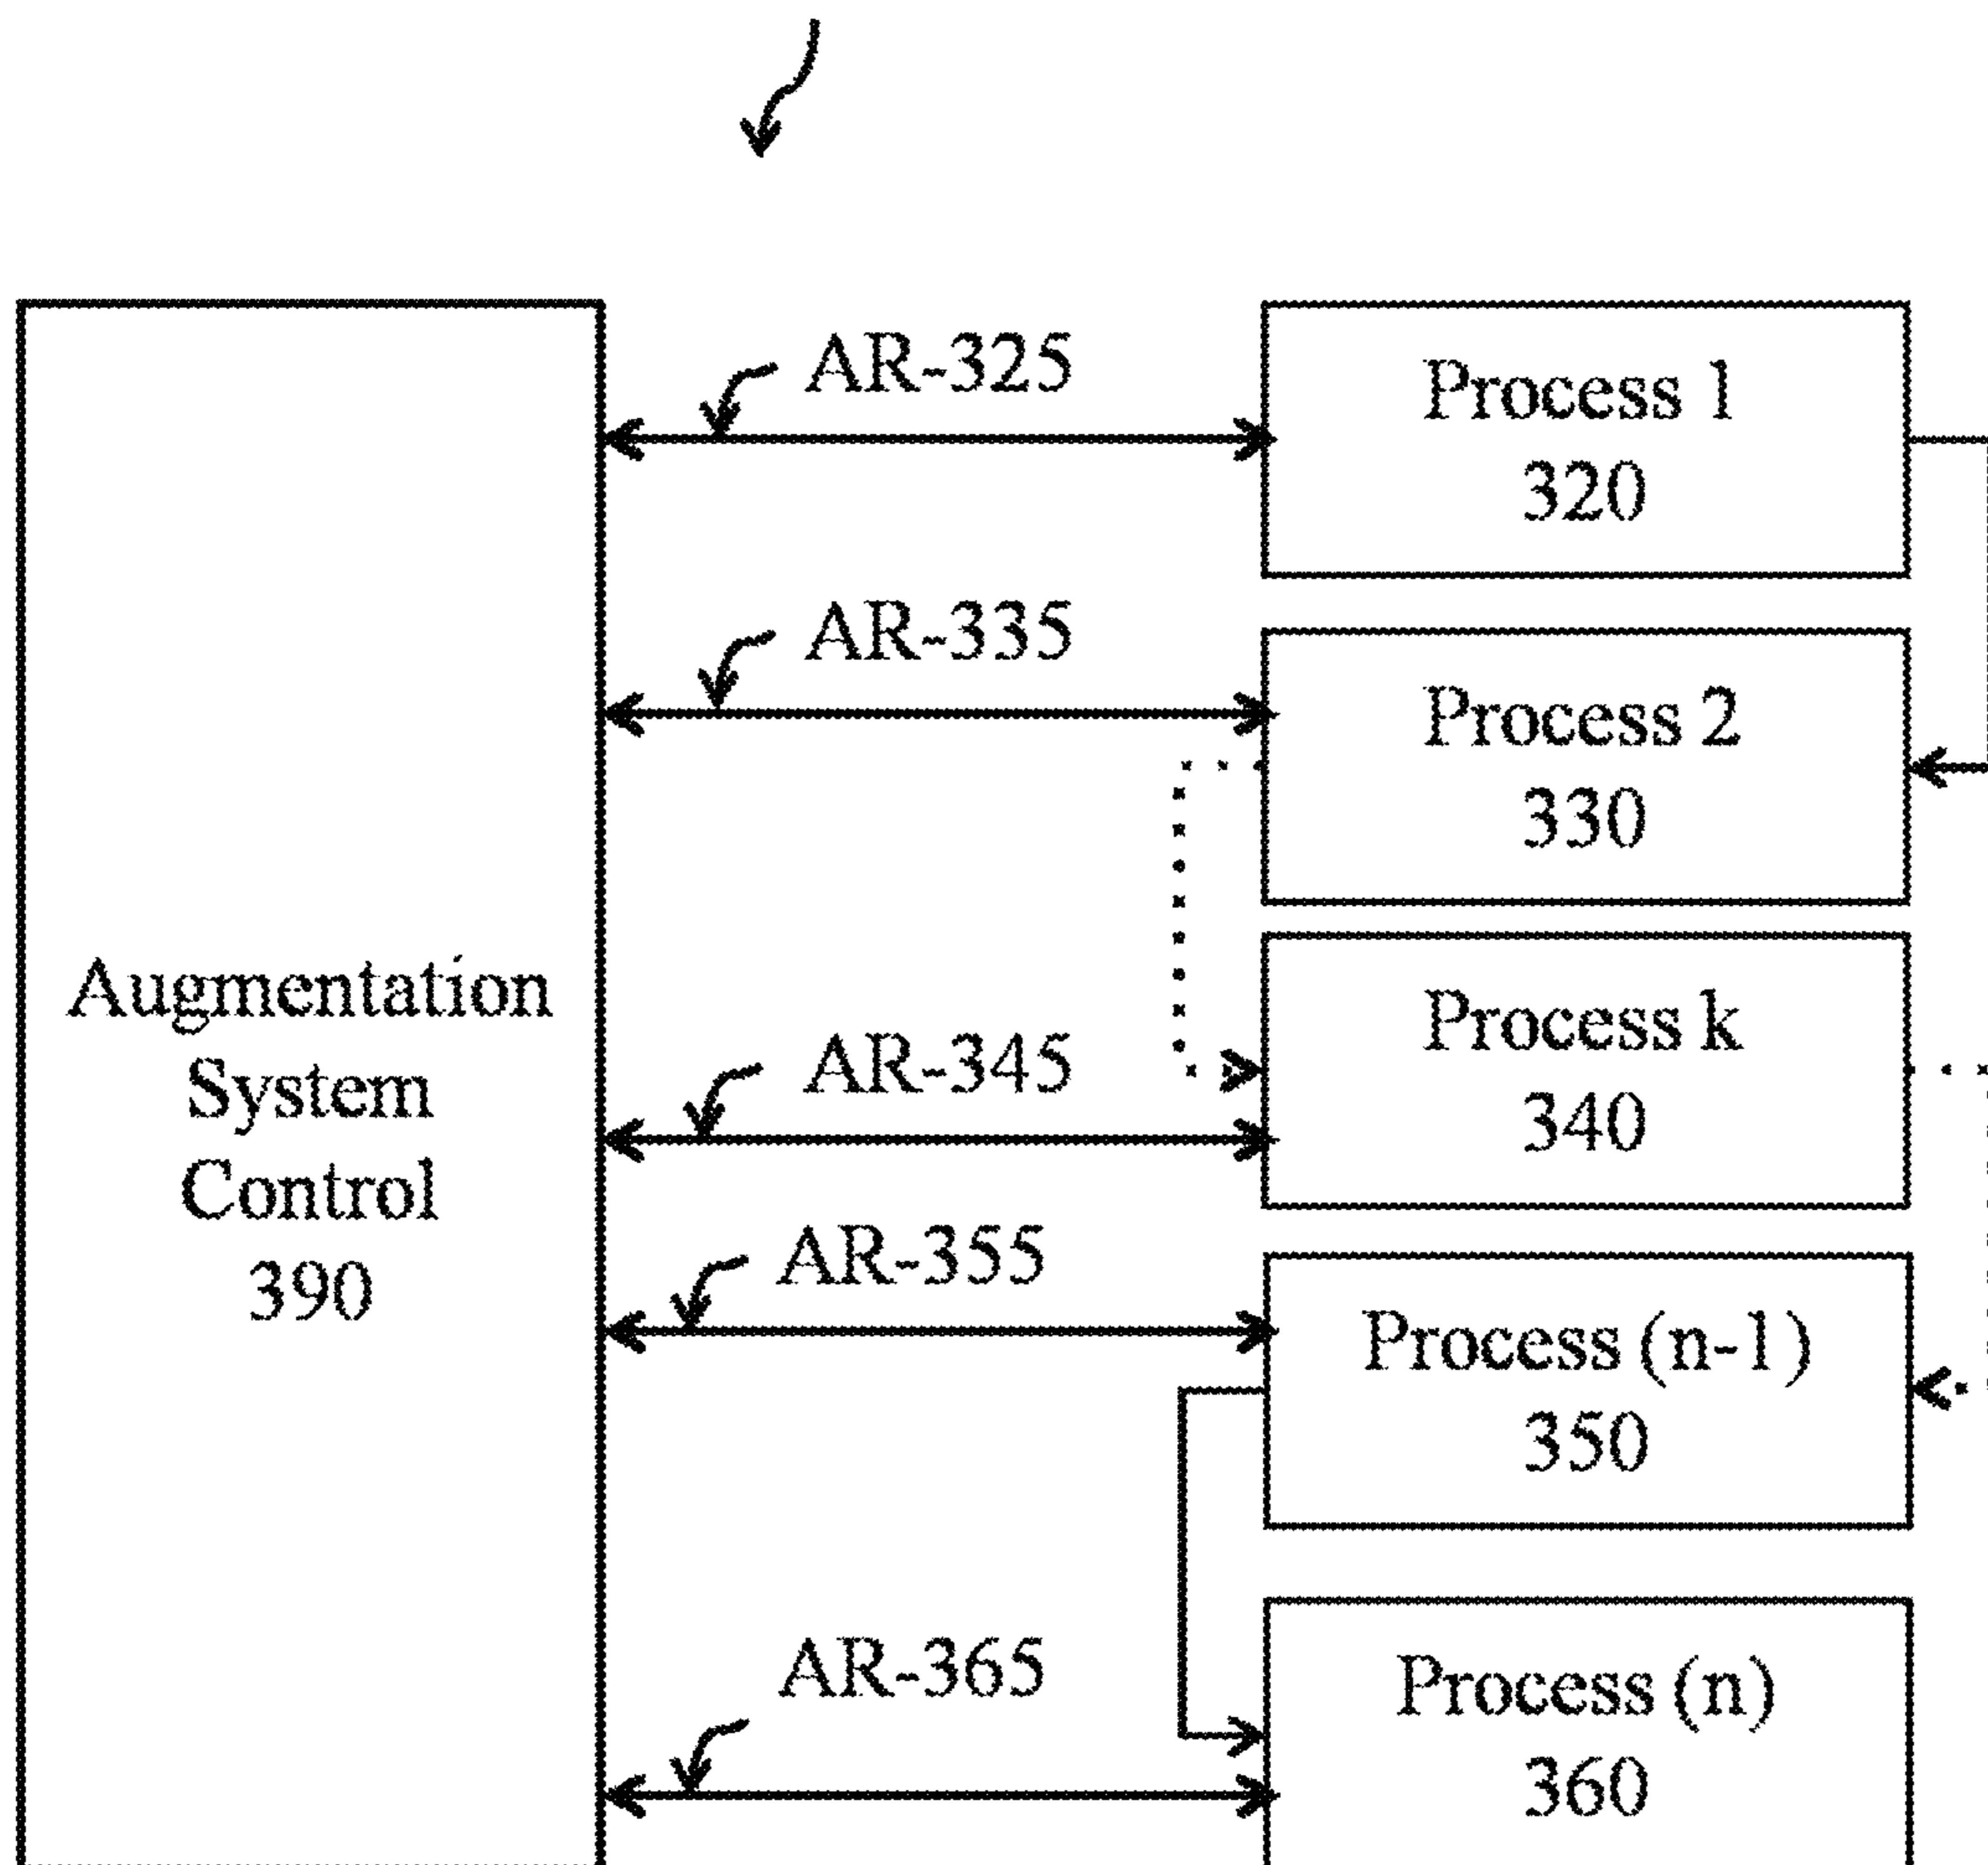 AR-325
Process 1
320
AR-335
Process 2
330
Augmentation
System
Control
390
AR-345
Process k
340
AR-355
Process (n-1)
350
AR-365
Process (n)
360